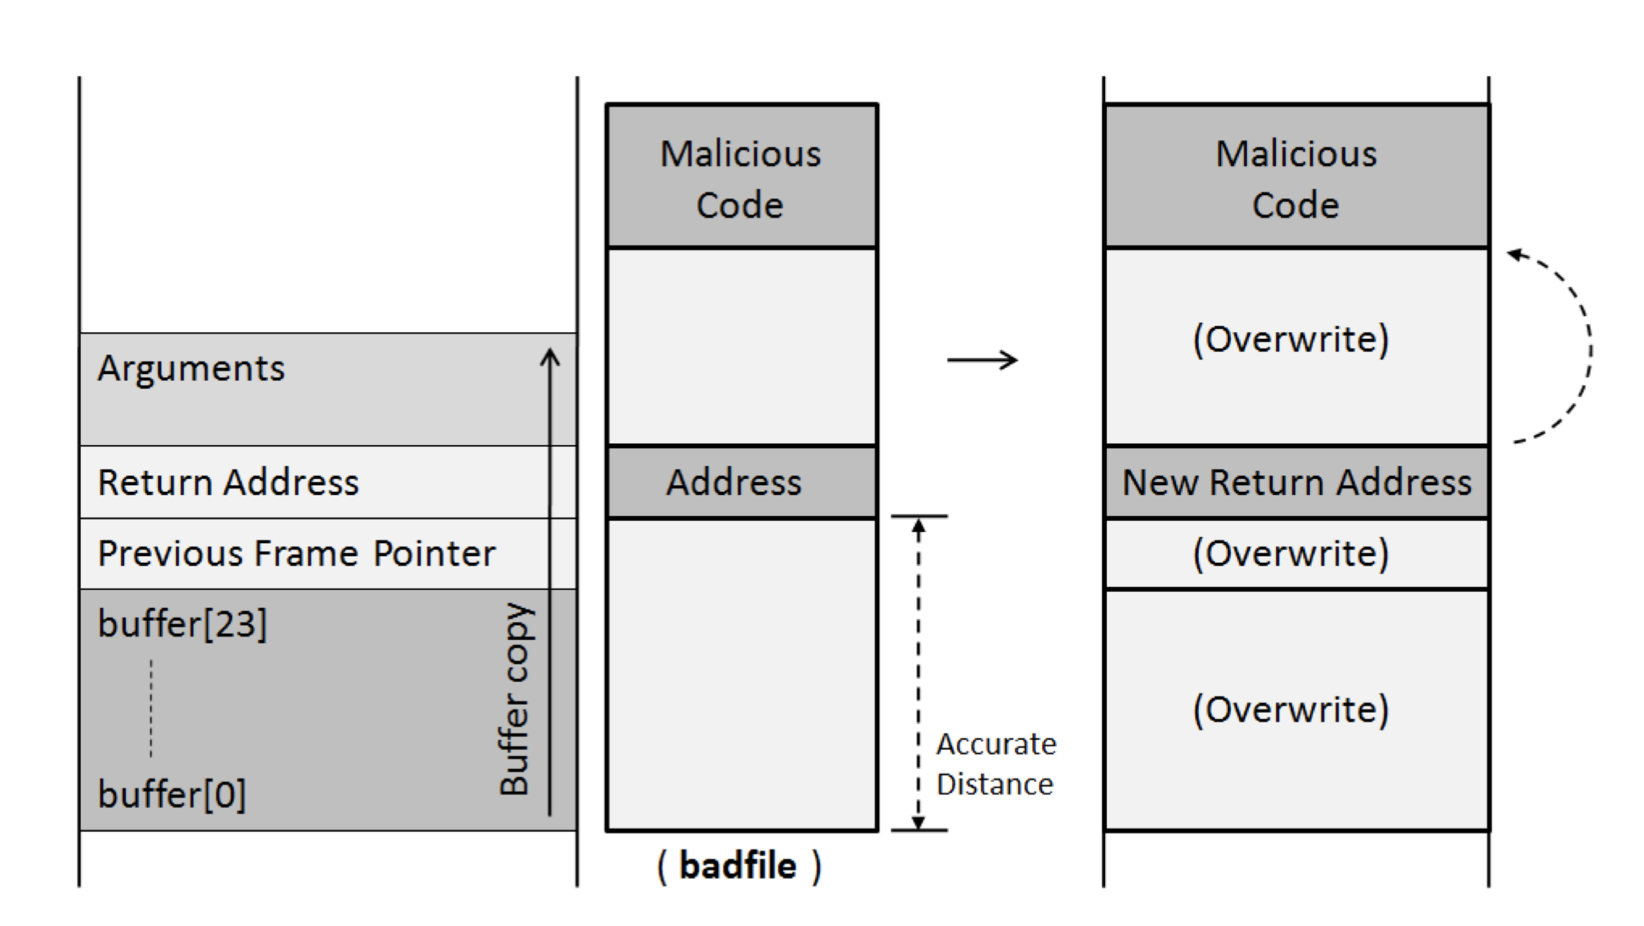 Arguments
Return Address
Previous Frame Pointer
buffer[23]
buffer[0]
Buffer copy
Malicious
Code
Address
( badfile )
Accurate
Distance
Malicious
Code
(Overwrite)
New Return Address
(Overwrite)
(Overwrite)